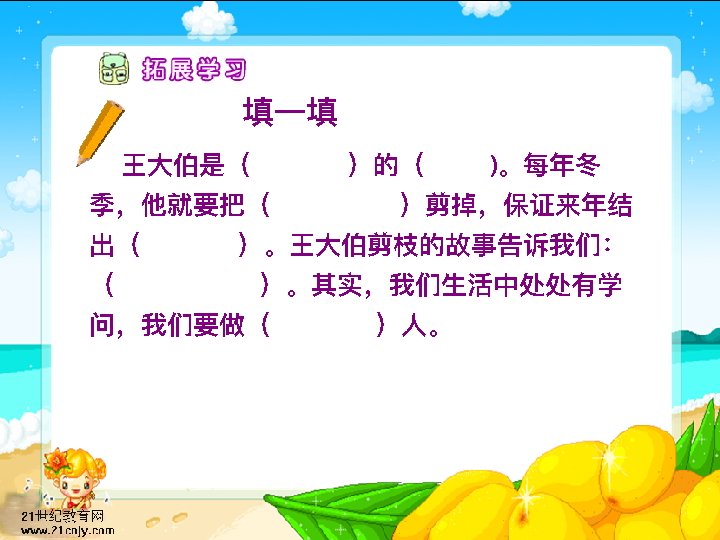 拓展学习
填一填
王大伯是（          ）的（      )。每年冬
季，他就要把（            ）剪掉，保证来年结
出（         ）。王大伯剪枝的故事告诉我们：
（              ）。其实，我们生活中处处有学
问，我们要做（          ）人。
21世纪教育网
www.21cnjy.com